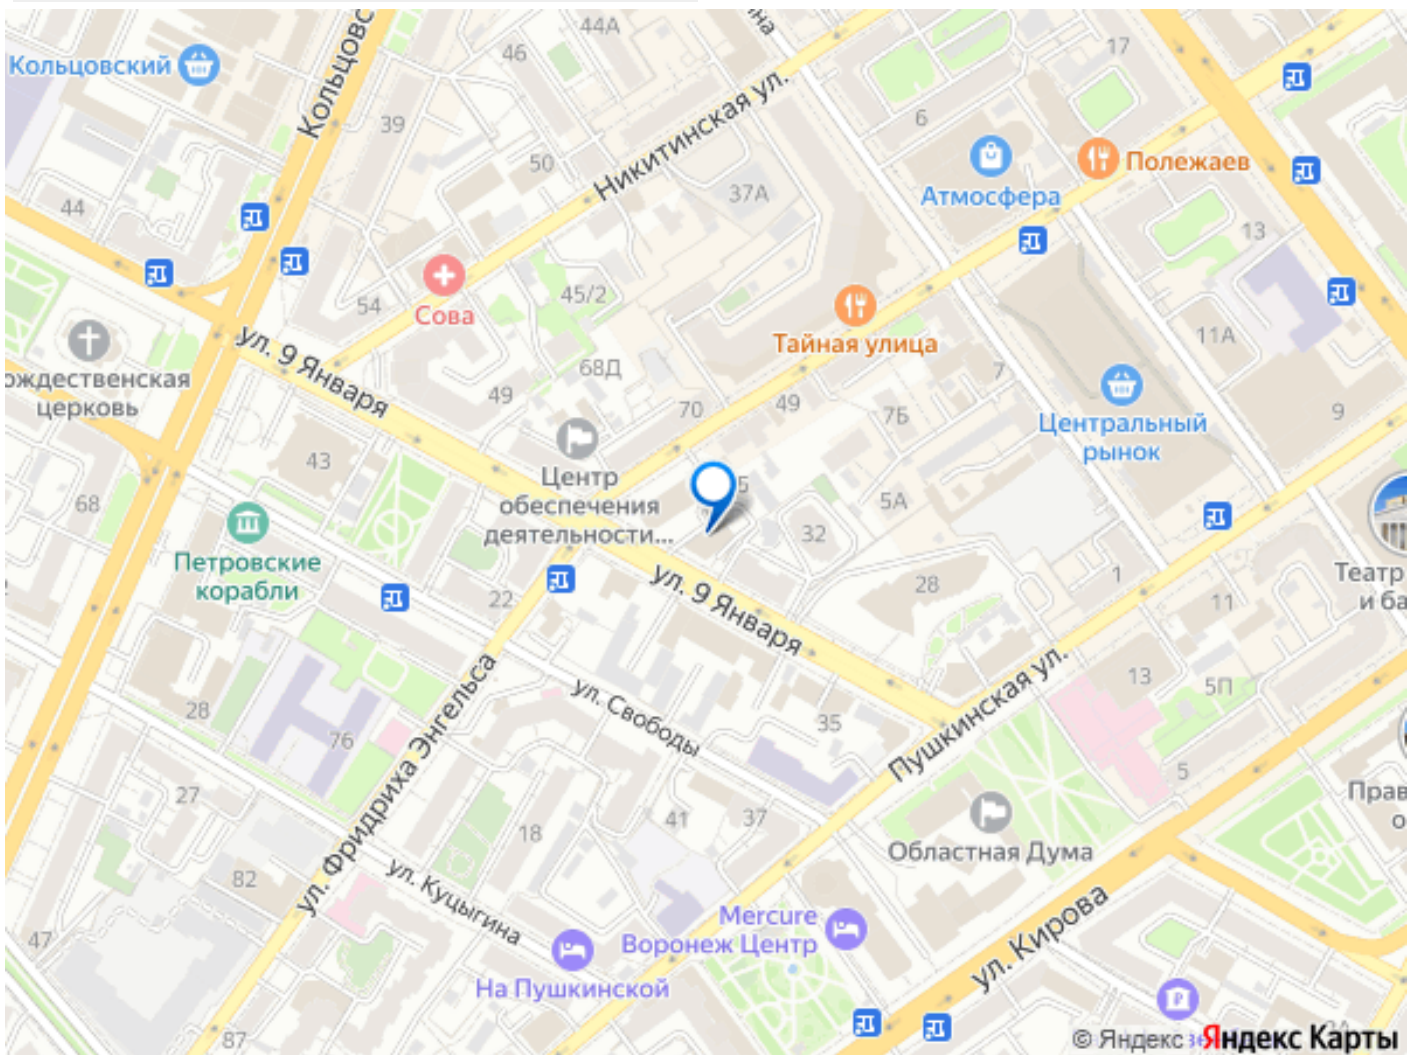 44А
46
17
Кольцовский
39
6
50
Никитинская ул.
37А
Атмосфера
Полежаев
44
13
54
Сова
45/2
Тайная улица
11А
ул. 9 Января
68Д
7
церковь
49
70
49
7Б
Центральный
рынок
9
43
Центр
обеспечения
деятельности...
5
5А
68
32
Петровские
корабли
22
ул. 9 Января
28
1
11
Театр
и ба
13
5П
ул. Свободы
Пушкинская ул.
28
76
35
5
ул. Фридриха Энгельса
27
18
41
37
Прав
о
Областная Дума
82
ул. Куцыгина
Mercure
Воронеж Центр
47
ул. Кирова
На Пушкинской
87
© Яндекс
Яндекс Карты